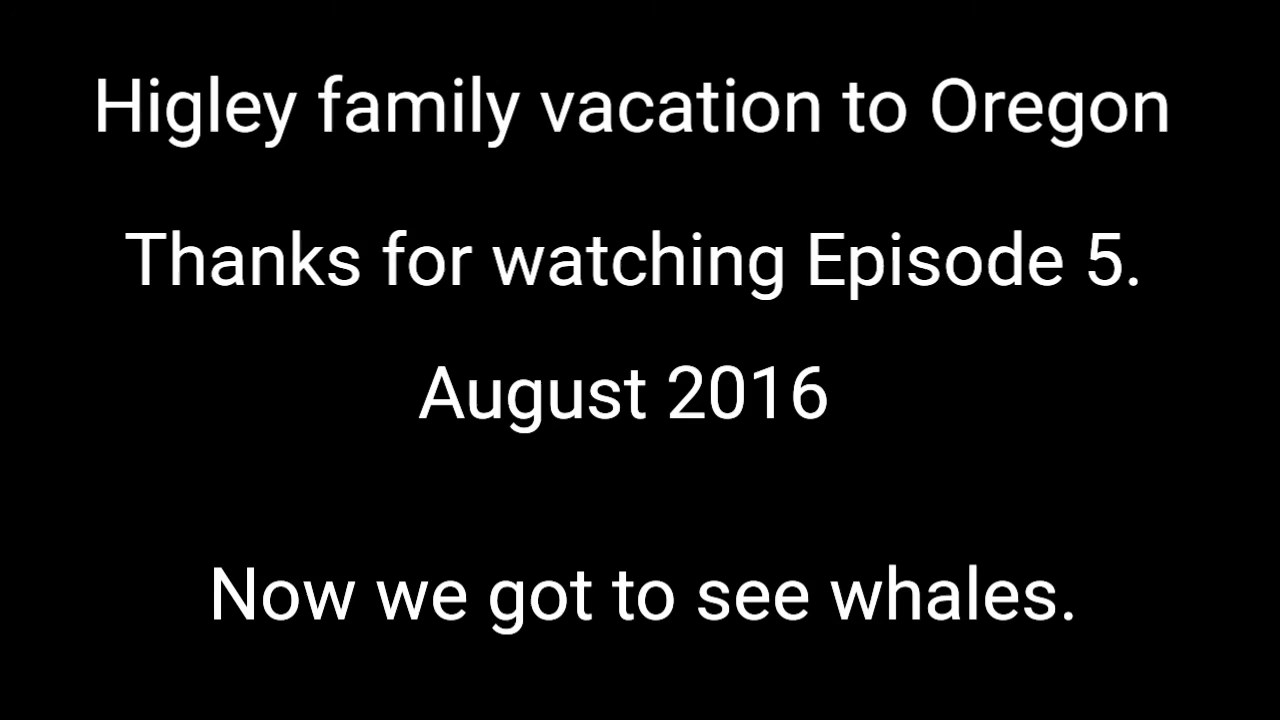 Higley family vacation to Oregon
Thanks for watching Episode 5.
August 2016
Now we got to see whales.